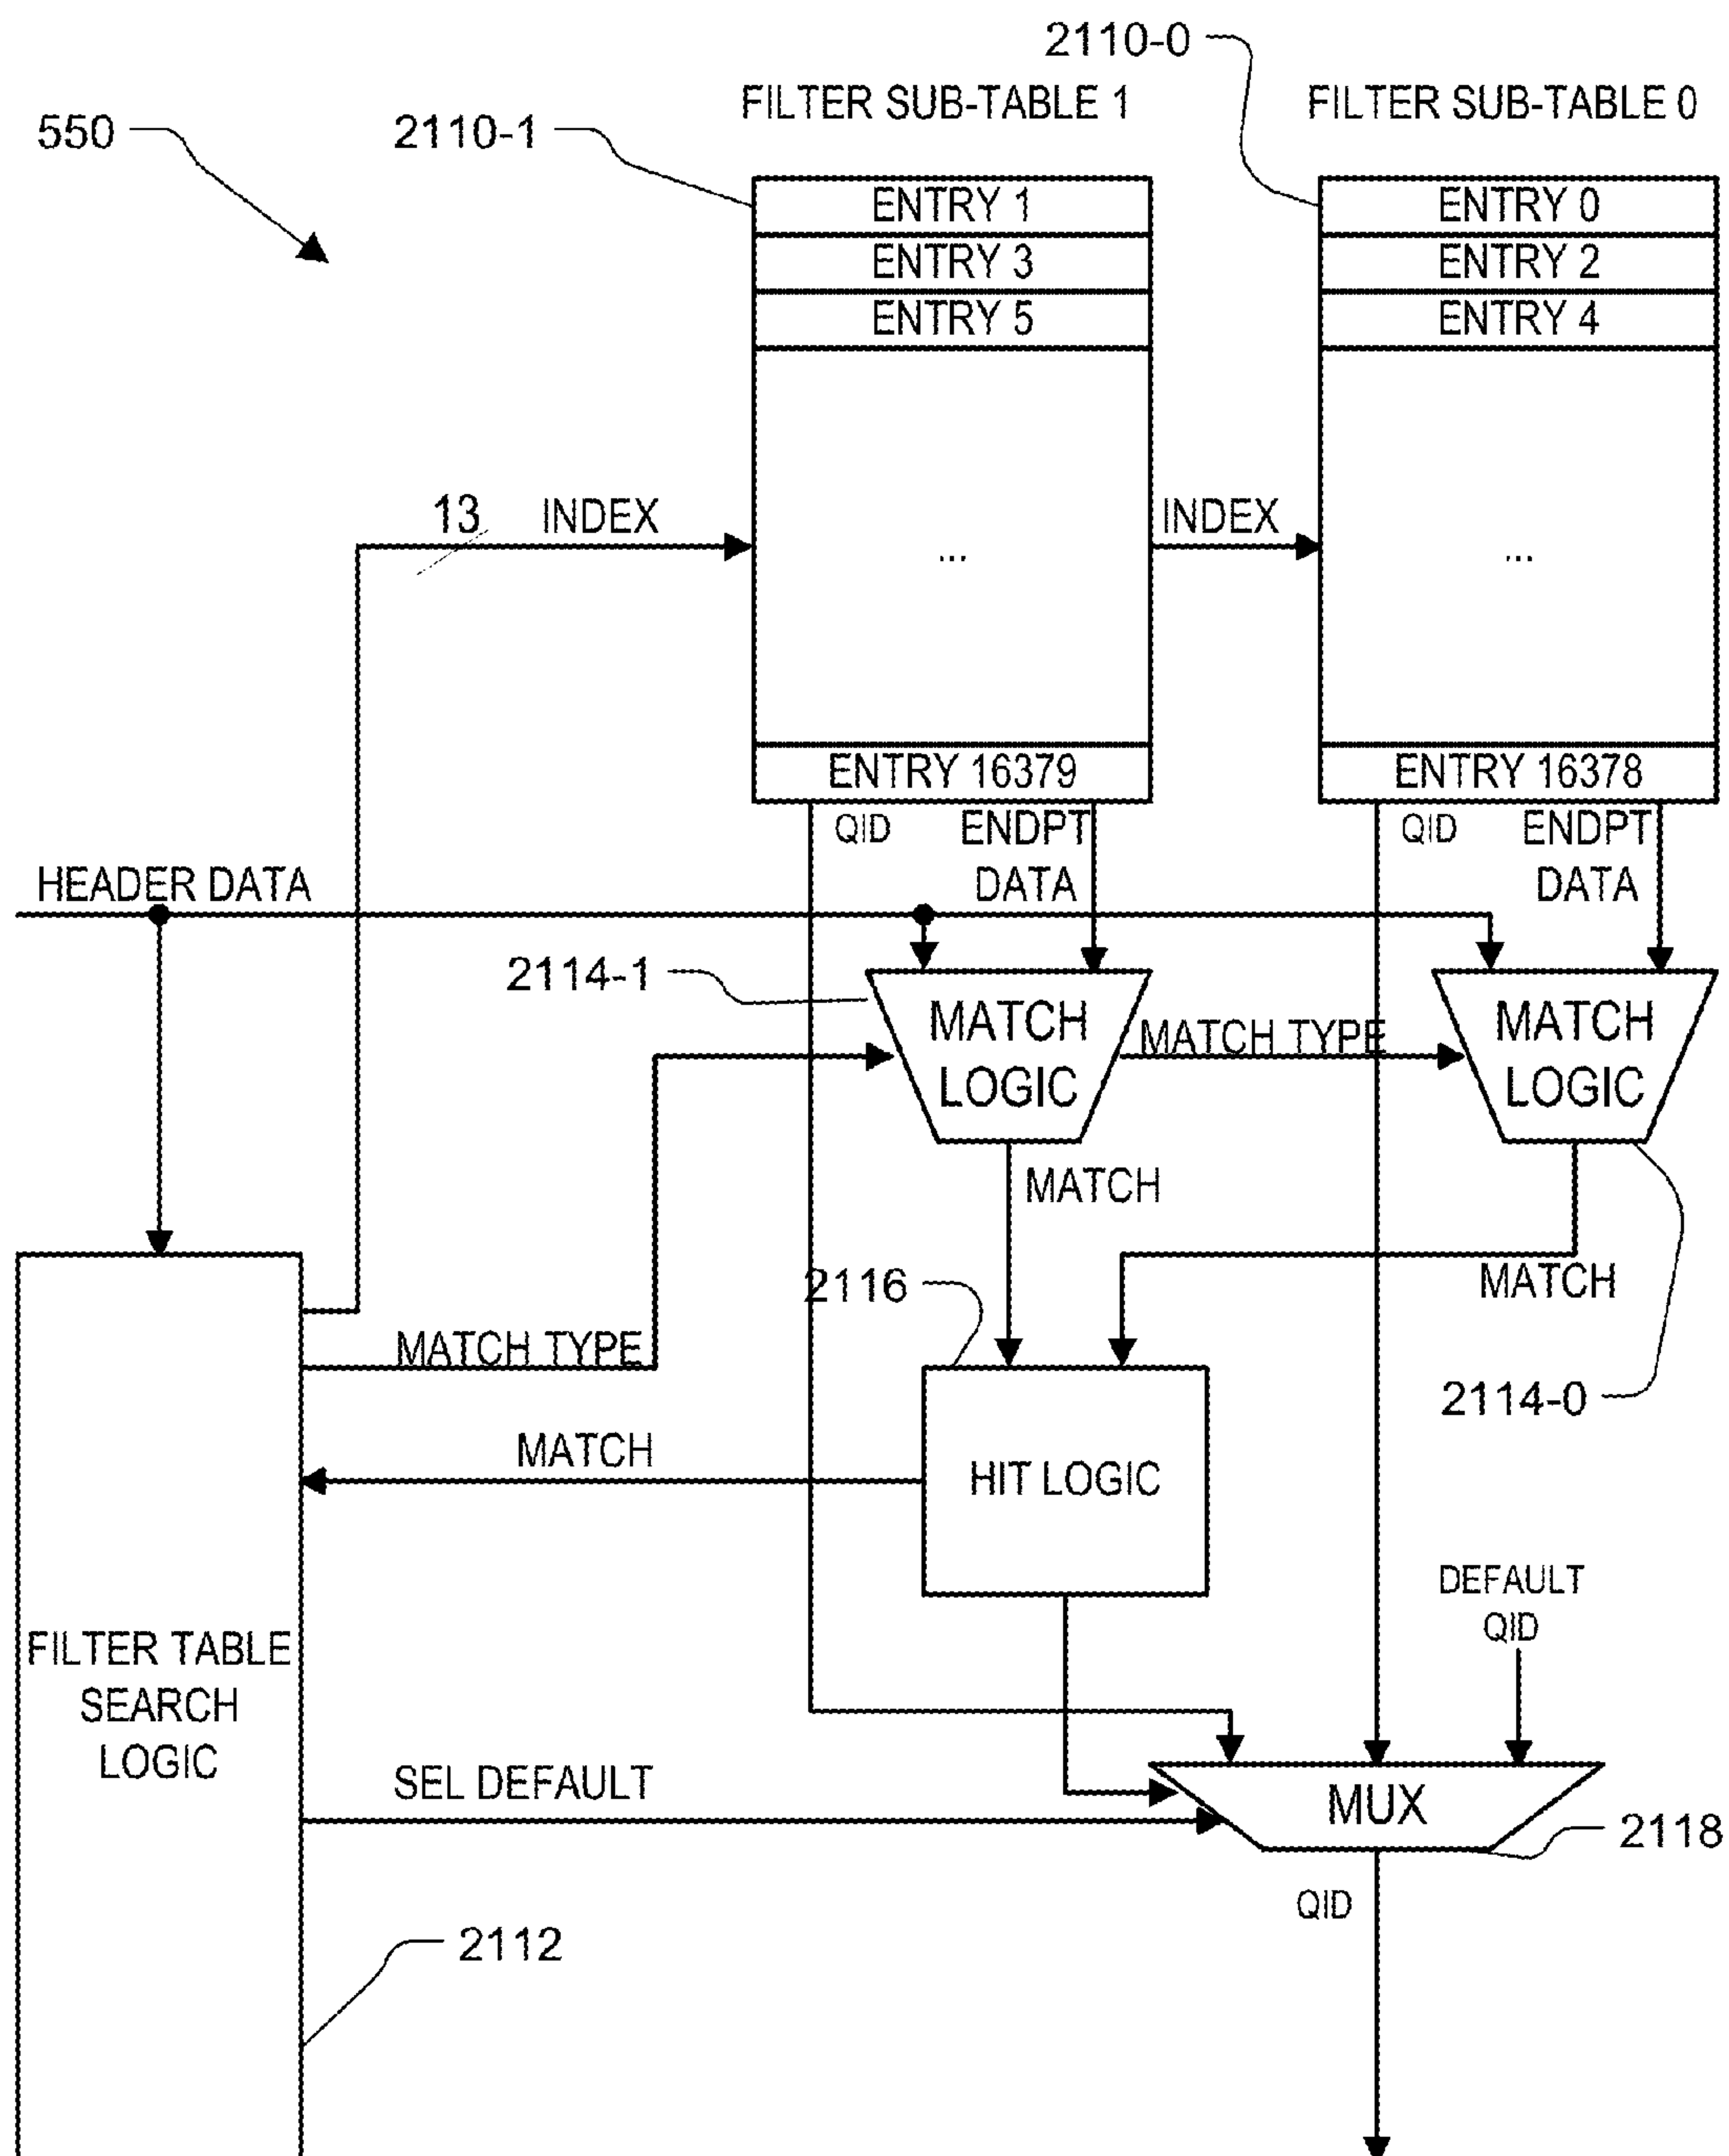 2110-0
FILTER SUB-TABLE 1
FILTER SUB-TABLE 0
550
2110-1
ENTRY 1
ENTRY 0
ENTRY 3
ENTRY 2
ENTRY 5
ENTRY 4
13
INDEX
INDEX
...
...
ENTRY 16379
ENTRY 16378
QID
ENDPT
DATA
QID
ENDPT
DATA
HEADER DATA
2114-1
MATCH
LOGIC
MATCH TYPE
MATCH
LOGIC
MATCH
2116
MATCH
MATCH TYPE
2114-0
MATCH
HIT LOGIC
DEFAULT
QID
FILTER TABLE
SEARCH
LOGIC
SEL DEFAULT
MUX
2118
QID
2112